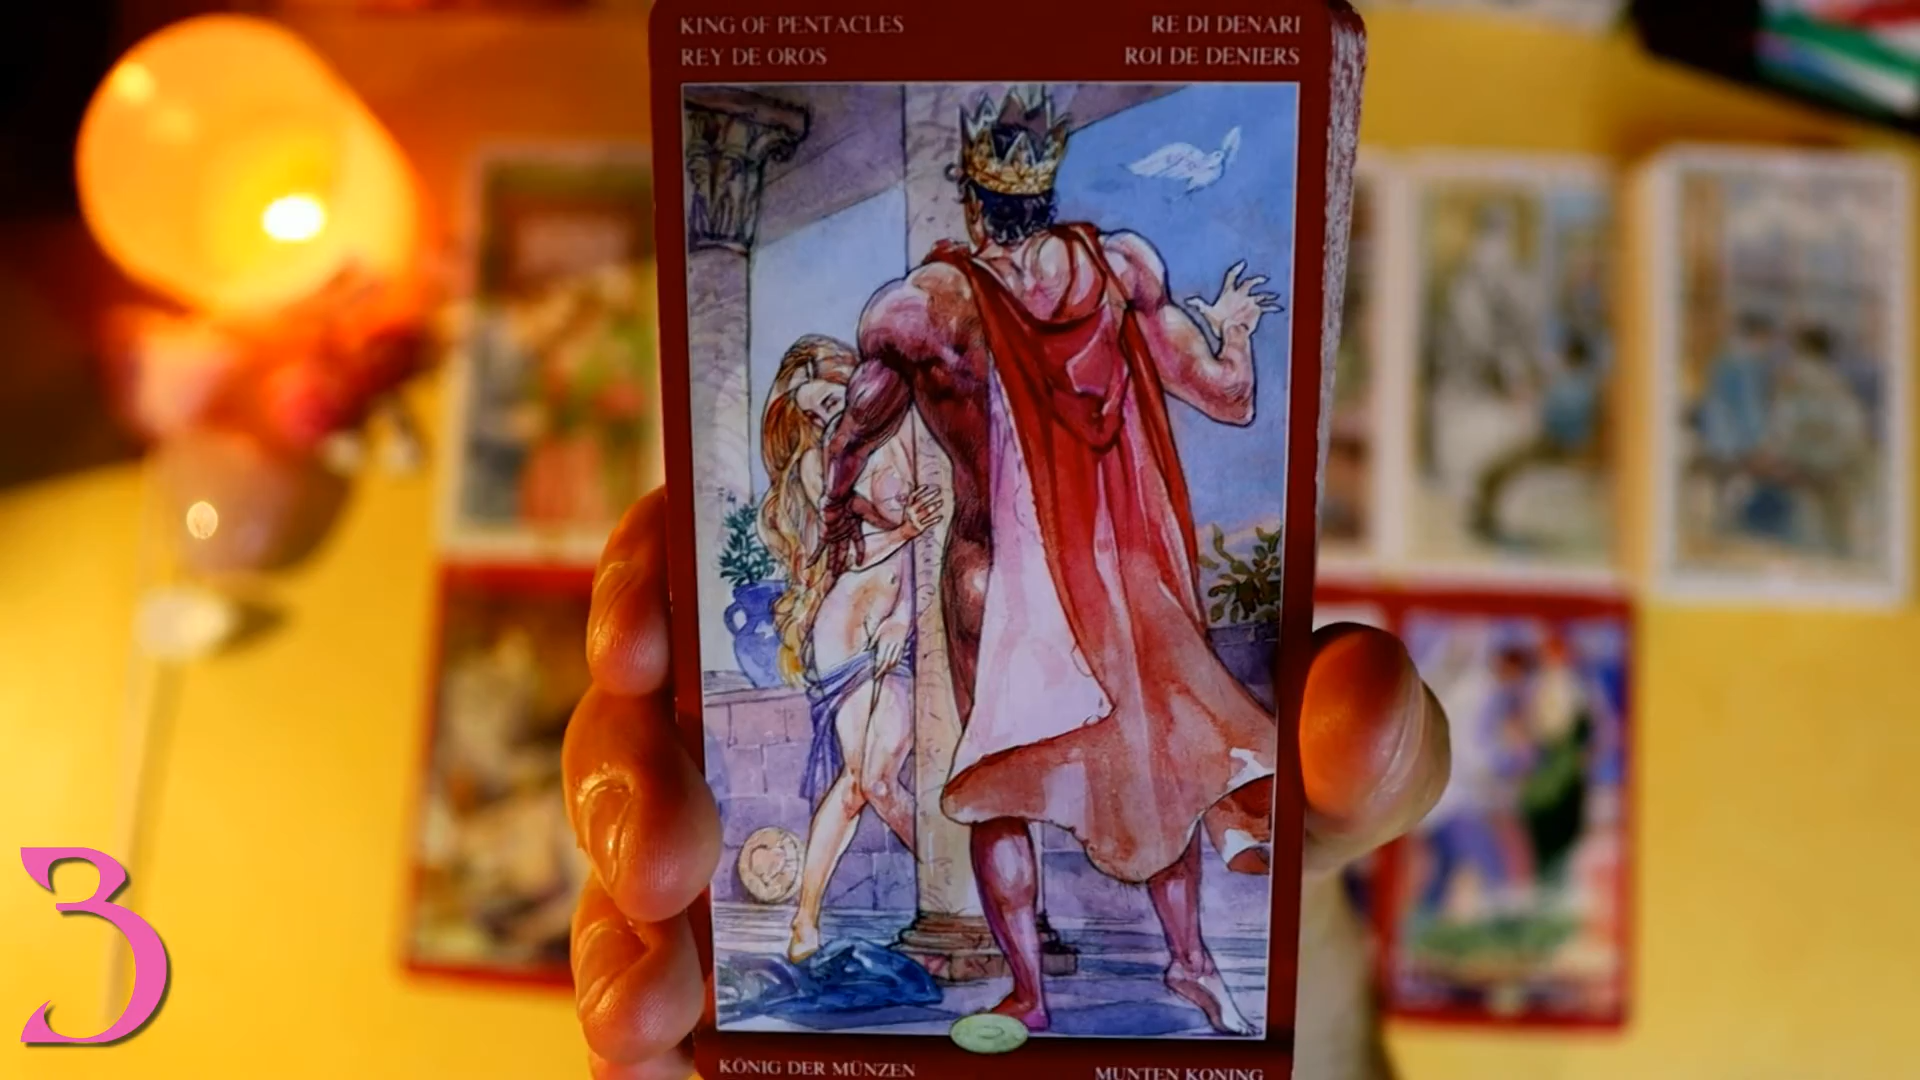 KING OF PENTACLES
RE DI DENARI
REY DE OROS
ROI DE DENIERS
KÖNIG DER MÜNZEN
MUNTEN KONING
3